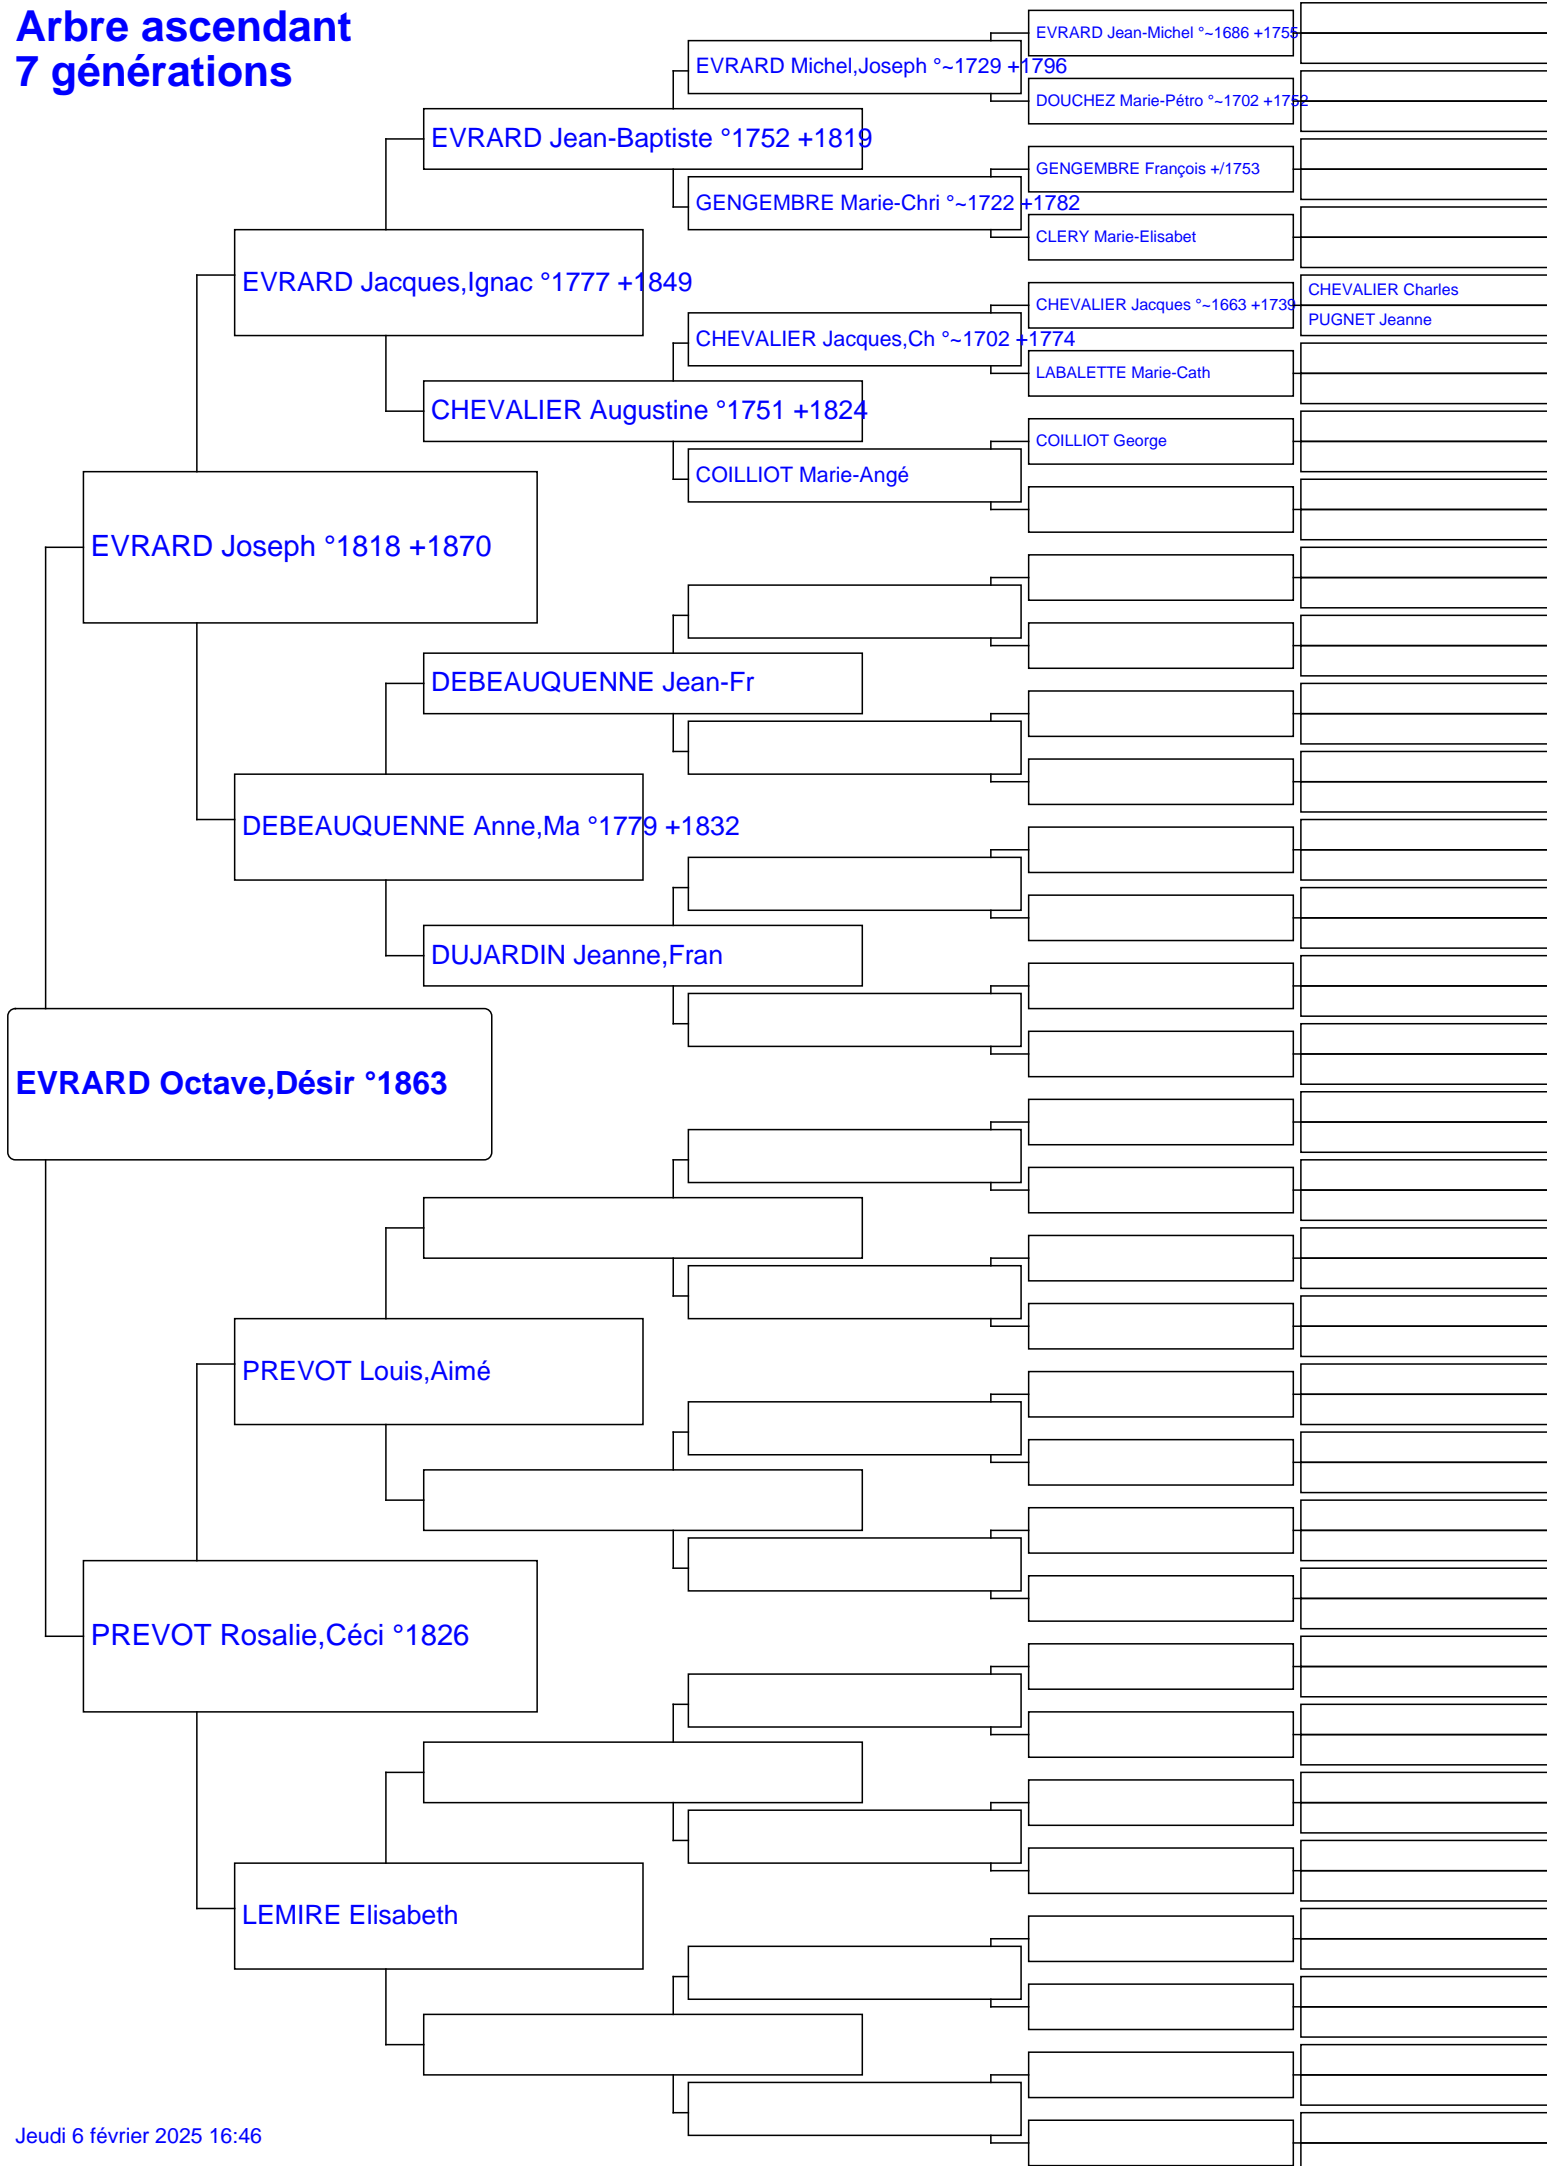 Arbre ascendant
7 générations
EVRARD Jean-Michel °~1686 +1755
EVRARD Michel,Joseph °~1729 +1796
DOUCHEZ Marie-Pétro °~1702 +1752
EVRARD Jean-Baptiste °1752 +1819
GENGEMBRE François +/1753
GENGEMBRE Marie-Chri °~1722 +1782
CLERY Marie-Elisabet
EVRARD Jacques,Ignac °1777 +1849
CHEVALIER Charles
CHEVALIER Jacques °~1663 +1739
PUGNET Jeanne
CHEVALIER Jacques,Ch °~1702 +1774
LABALETTE Marie-Cath
CHEVALIER Augustine °1751 +1824
COILLIOT George
COILLIOT Marie-Angé
EVRARD Joseph °1818 +1870
DEBEAUQUENNE Jean-Fr
DEBEAUQUENNE Anne,Ma °1779 +1832
DUJARDIN Jeanne,Fran
EVRARD Octave,Désir °1863
PREVOT Louis,Aimé
PREVOT Rosalie,Céci °1826
LEMIRE Elisabeth
Jeudi 6 février 2025 16:46